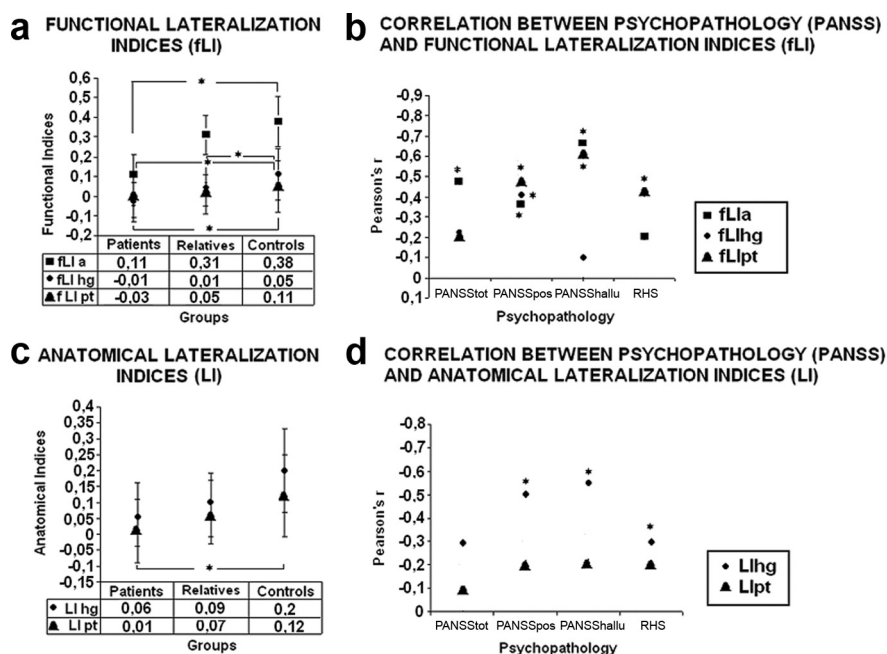 a FUNCTIONAL LATERALIZATION
INDICES (fLI)
Functional Indices
0,6
0,5
0,4
0,3
0,2
0,1
0
-0,1
-0,2
*
*
*
*
Patients Relatives Controls
fLI a 0,11 0,31 0,38
fLI hg -0,01 0,01 0,05
f LI pt -0,03 0,05 0,11
Groups
b CORRELATION BETWEEN PSYCHOPATHOLOGY (PANSS)
AND FUNCTIONAL LATERALIZATION INDICES (fLI)
Pearson's r
-0,9
-0,7
-0,6
-0,5
-0,4
-0,3
-0,2
-0,1
0
0,1
*
*
*
*
*
*
*
PANSStot PANSSpos PANSShallu RHS
Psychopathology
fLIa
fLIhg
fLIpt
c ANATOMICAL LATERALIZATION
INDICES (LI)
Anatomical Indices
0,4
0,35
0,3
0,25
0,2
0,15
0,1
0,05
0
-0,05
-0,1
-0,15
*
Patients Relatives Controls
LI hg 0,06 0,09 0.2
LI pt 0,01 0,07 0,12
Groups
d CORRELATION BETWEEN PSYCHOPATHOLOGY (PANSS)
AND ANATOMICAL LATERALIZATION INDICES (LI)
Pearson's r
-0,8
-0,7
-0,6
-0,5
-0,4
-0,3
-0,2
-0,1
0
*
*
*
PANSStot PANSSpos PANSShallu RHS
Psychopathology
LIhg
LIpt